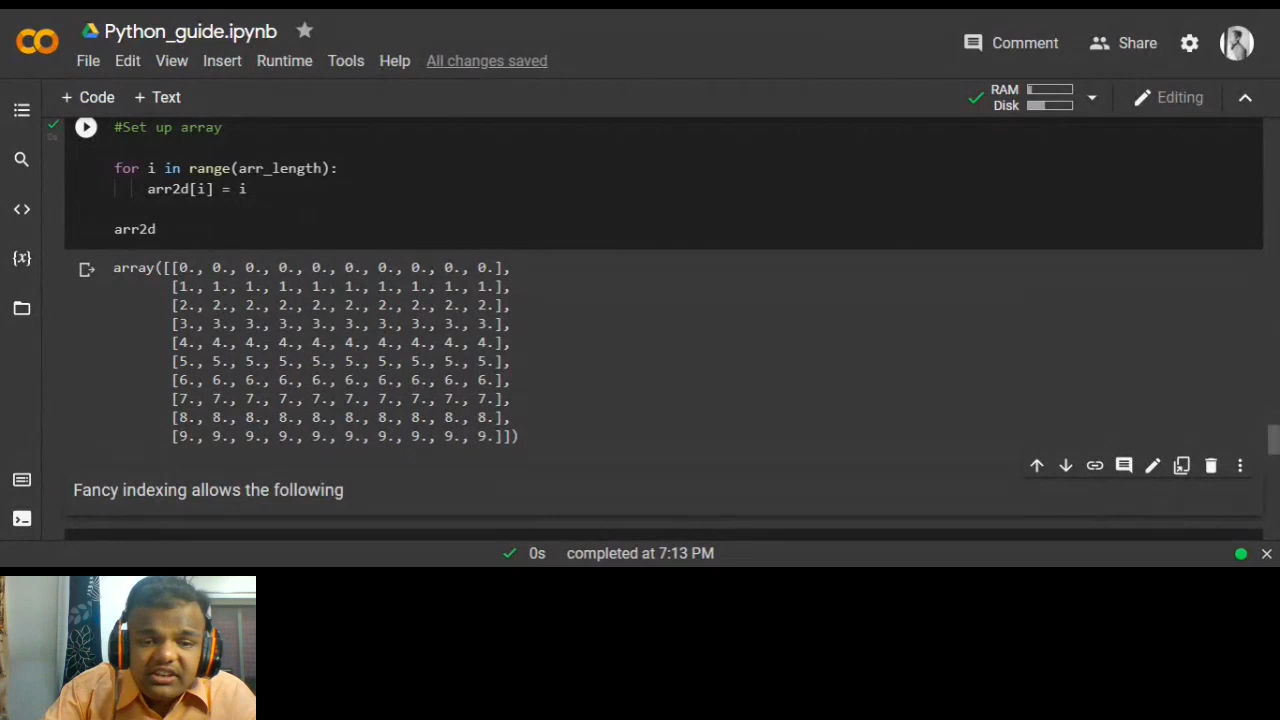 Python_guide.ipynb
File Edit View Insert Runtime Tools Help All changes saved
Comment Share
+ Code + Text
RAM
Disk
Editing
#Set up array
for i in range(arr_length):
arr2d[i] = i
arr2d
array([[0., 0., 0., 0., 0., 0., 0., 0., 0., 0.],
[1., 1., 1., 1., 1., 1., 1., 1., 1., 1.],
[2., 2., 2., 2., 2., 2., 2., 2., 2., 2.],
[3., 3., 3., 3., 3., 3., 3., 3., 3., 3.],
[4., 4., 4., 4., 4., 4., 4., 4., 4., 4.],
[5., 5., 5., 5., 5., 5., 5., 5., 5., 5.],
[6., 6., 6., 6., 6., 6., 6., 6., 6., 6.],
[7., 7., 7., 7., 7., 7., 7., 7., 7., 7.],
[8., 8., 8., 8., 8., 8., 8., 8., 8., 8.],
[9., 9., 9., 9., 9., 9., 9., 9., 9., 9.]])
Fancy indexing allows the following
0s completed at 7:13 PM